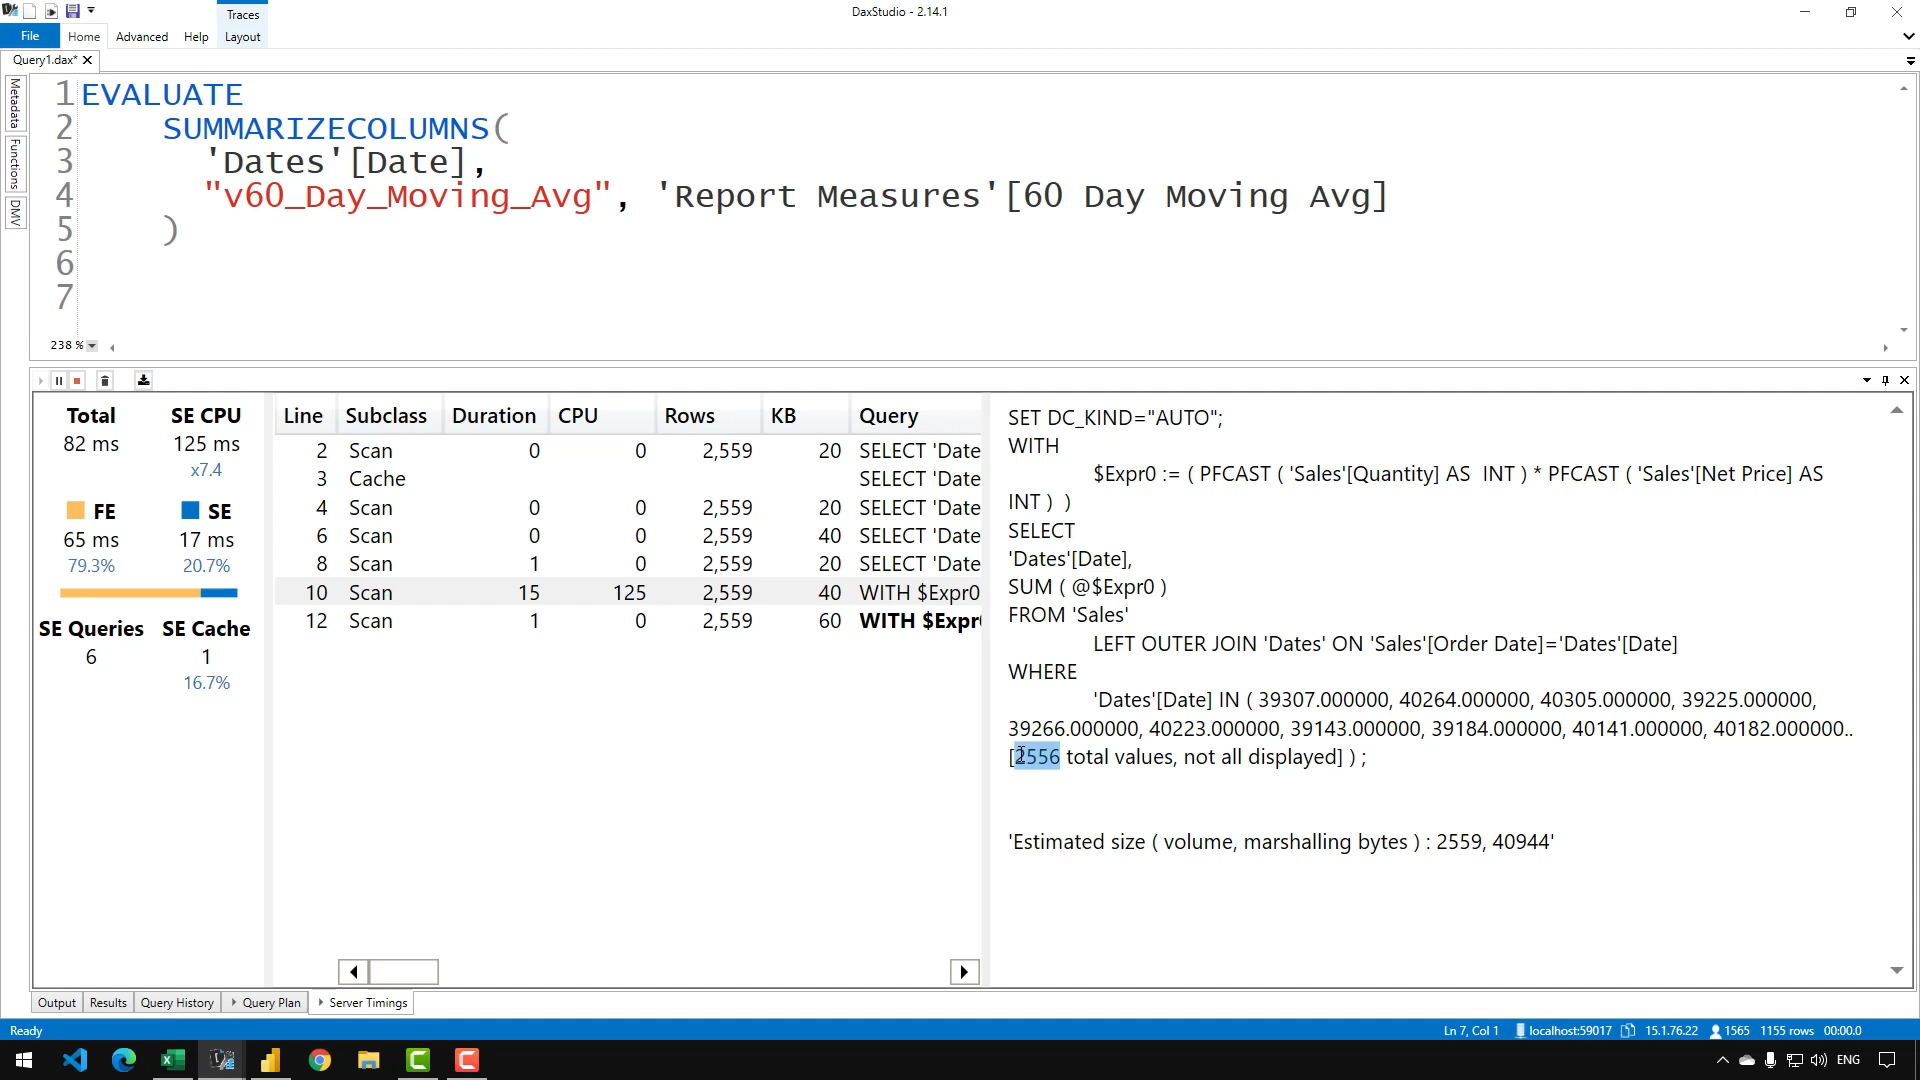 Traces
DaxStudio - 2.14.1
File
Home
Advanced
Help
Layout
Query1.dax*
Metadata
Functions
DMV
1 EVALUATE
2 SUMMARIZECOLUMNS(
3 'Dates'[Date],
4 "v60_Day_Moving_Avg", 'Report Measures'[60 Day Moving Avg]
5 )
6
7
238 %
Total SE CPU
82 ms 125 ms
x7.4
FE SE
65 ms 17 ms
79.3% 20.7%
SE Queries SE Cache
6 1
16.7%
Line Subclass Duration CPU Rows KB Query
2 Scan 0 0 2,559 20 SELECT 'Date
3 Cache SELECT 'Date
4 Scan 0 0 2,559 20 SELECT 'Date
6 Scan 0 0 2,559 40 SELECT 'Date
8 Scan 1 0 2,559 20 SELECT 'Date
10 Scan 15 125 2,559 40 WITH $Expr0
12 Scan 1 0 2,559 60 WITH $Expr
SET DC_KIND="AUTO";
WITH
$Expr0 := ( PFCAST ( 'Sales'[Quantity] AS INT ) * PFCAST ( 'Sales'[Net Price] AS
INT ) )
SELECT
'Dates'[Date],
SUM ( @$Expr0 )
FROM 'Sales'
LEFT OUTER JOIN 'Dates' ON 'Sales'[Order Date]='Dates'[Date]
WHERE
'Dates'[Date] IN ( 39307.000000, 40264.000000, 40305.000000, 39225.000000,
39266.000000, 40223.000000, 39143.000000, 39184.000000, 40141.000000, 40182.000000..
[2556 total values, not all displayed] ) ;
'Estimated size ( volume, marshalling bytes ) : 2559, 40944'
Output
Results
Query History
Query Plan
Server Timings
Ready
Ln 7, Col 1
localhost:59017
15.1.76.22
1565
1155 rows
00:00.0
ENG